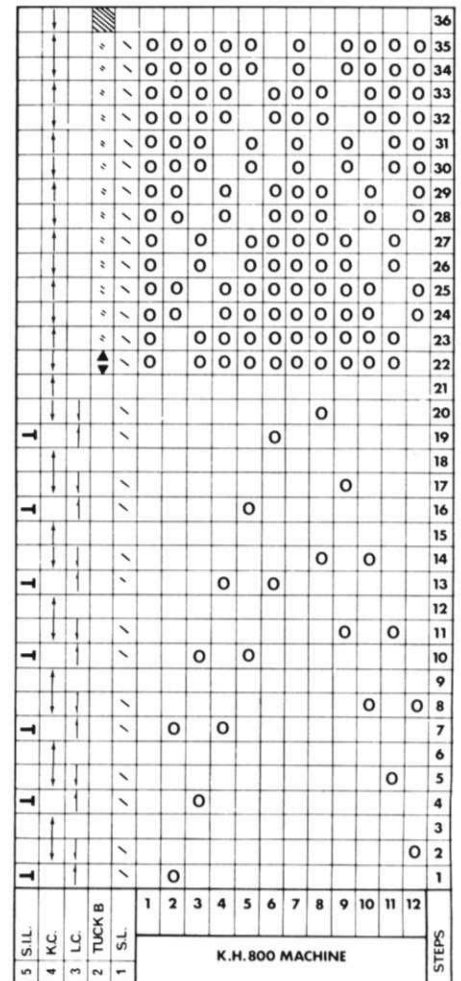 36
O O O O O O O O O O 35
O O O O O O O O O O 34
O O O O O O O O O O 33
O O O O O O O O O O 32
O O O O O O O O 31
O O O O O O O O 30
O O O O O O O O 29
O O O O O O O O 28
O O O O O O O O 27
O O O O O O O O 26
O O O O O O O O O O 25
O O O O O O O O O O 24
O O O O O O O O O O 23
O O O O O O O O O O 22
21
O 20
O 19
18
O 17
O 16
15
O O 14
O O 13
12
O O 11
O O 10
9
O O 8
O O 7
6
O 5
O 4
3
O 2
O 1
5 S.I.L.
4 K.C.
3 L.C.
2 TUCK B
1 S.L.
1 2 3 4 5 6 7 8 9 10 11 12
K.H.800 MACHINE
STEPS